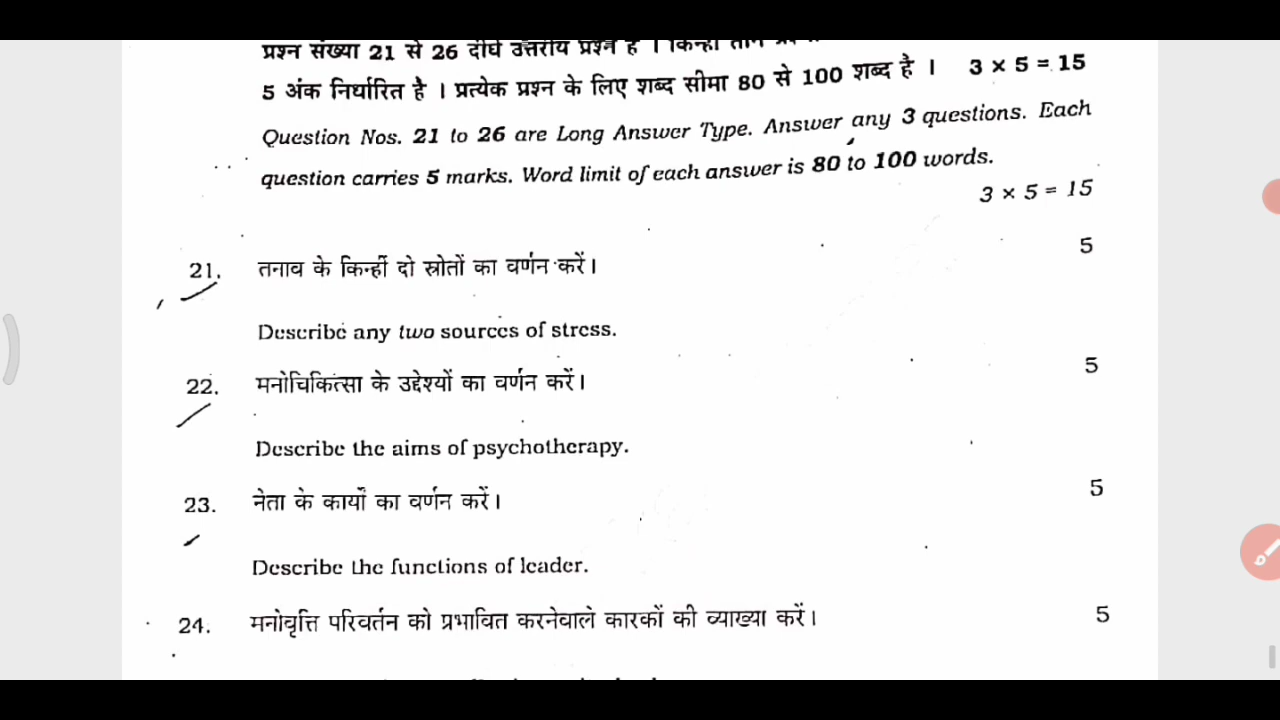 प्रश्न संख्या 21 से 26 दीर्घ उत्तरीय प्रश्न हैं । किन्हीं तीन
5 अंक निर्धारित है । प्रत्येक प्रश्न के लिए शब्द सीमा 80 से 100 शब्द है । 3 × 5 = 15
Question Nos. 21 to 26 are Long Answer Type. Answer any 3 questions. Each
question carries 5 marks. Word limit of each answer is 80 to 100 words.
3 × 5 = 15
21. तनाव के किन्हीं दो स्रोतों का वर्णन करें। 5
Describe any two sources of stress.
22. मनोचिकित्सा के उद्देश्यों का वर्णन करें। 5
Describe the aims of psychotherapy.
23. नेता के कार्यों का वर्णन करें। 5
Describe the functions of leader.
24. मनोवृत्ति परिवर्तन को प्रभावित करनेवाले कारकों की व्याख्या करें। 5